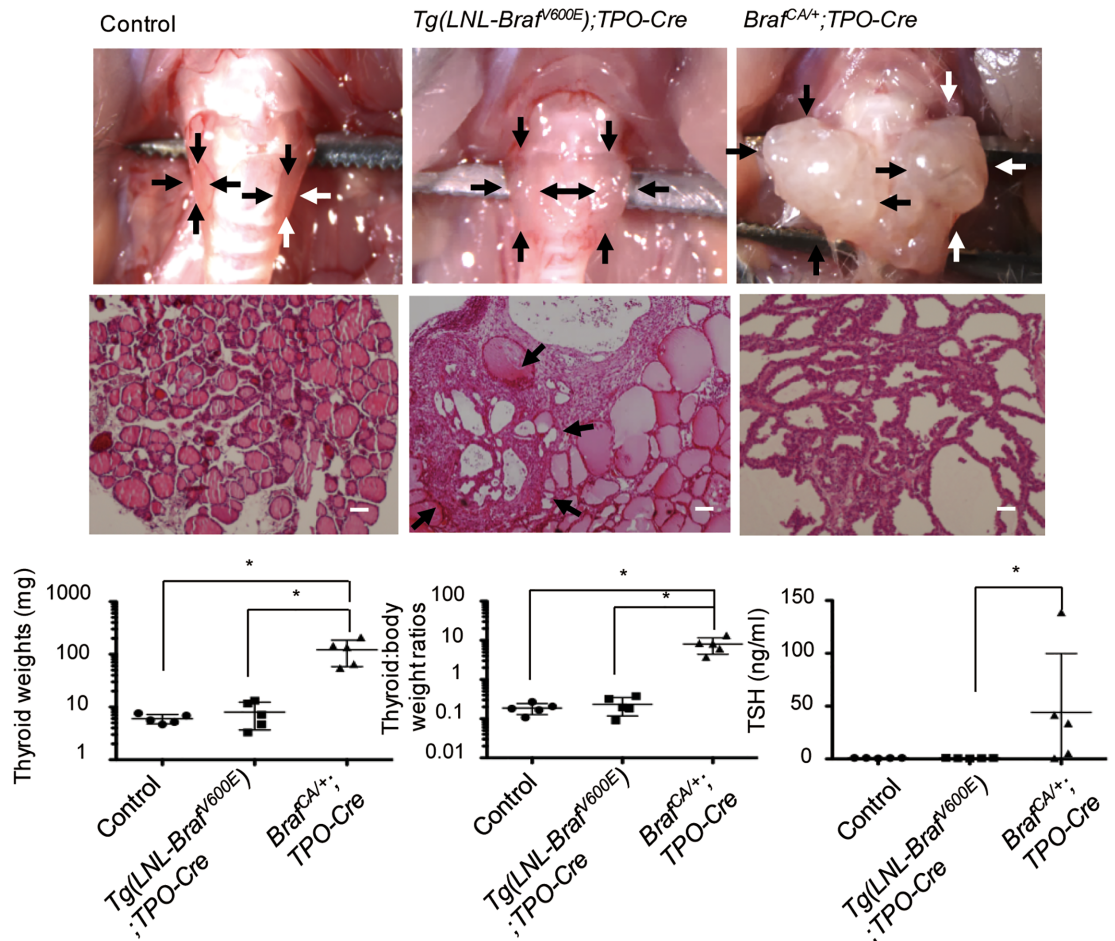 Control
Tg(LNL-BrafV600E);TPO-Cre
BrafCA/+;TPO-Cre
*
*
Thyroid weights (mg)
1000
100
10
1
Control
Tg(LNL-BrafV600E)
;TPO-Cre
BrafCA/+;
TPO-Cre
*
*
Thyroid:body
weight ratios
100
10
1
0.1
0.01
Control
Tg(LNL-BrafV600E)
;TPO-Cre
BrafCA/+;
TPO-Cre
*
TSH (ng/ml)
150
100
50
0
Control
Tg(LNL-BrafV600E)
;TPO-Cre
BrafCA/+;
TPO-Cre